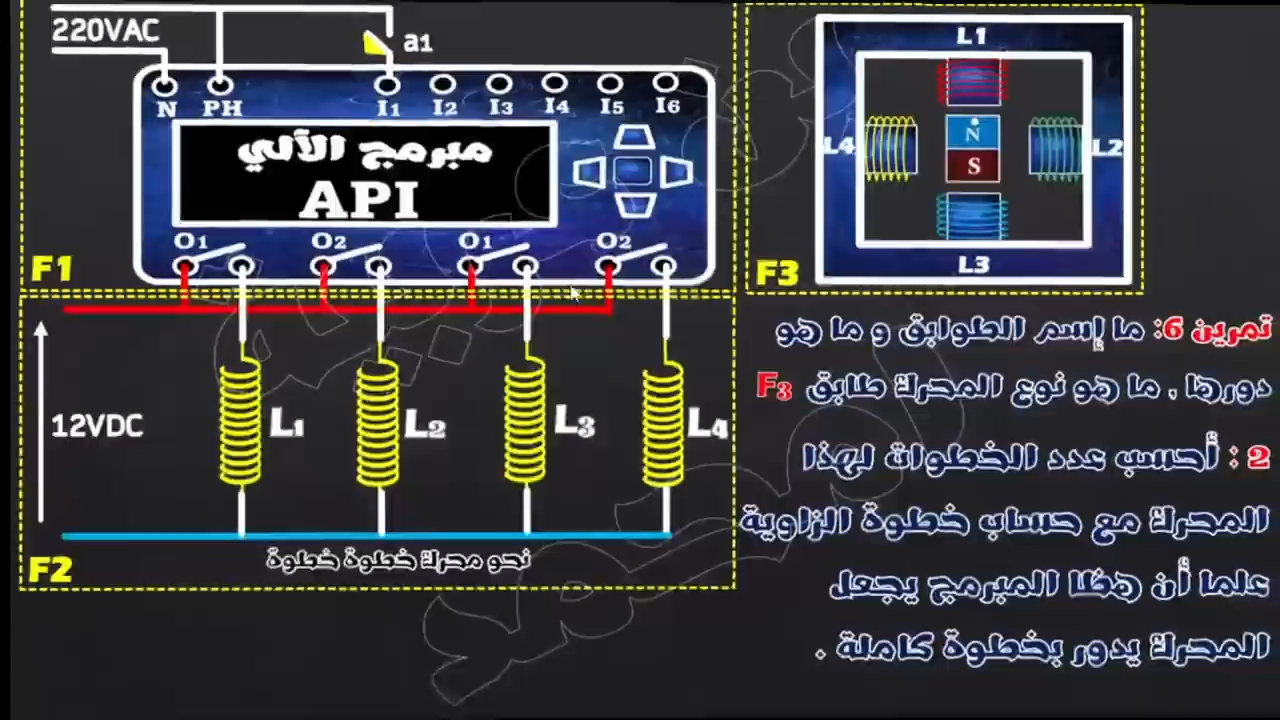 220VAC
a1
N PH I1 I2 I3 I4 I5 I6
مبرمج الآلي
API
O1 O2 O1 O2
F1
12VDC
L1 L2 L3 L4
نحو محرك خطوة خطوة
F2
L1
L4 N L2
S
L3
F3
تمرين 6: ما إسم الطوابق و ما هو
دورها ، ما هو نوع المحرك طابق F3
2 : أحسب عدد الخطوات لهذا
المحرك مع حساب خطوة الزاوية
علما أن هظا المبرمج يجعل
المحرك يدور بخطوة كاملة .